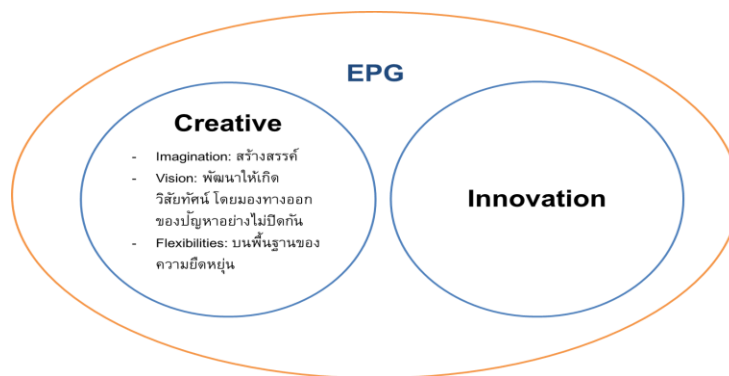 EPG
Creative
- Imagination: สร้างสรรค์
- Vision: พัฒนาให้เกิด
วิสัยทัศน์ โดยมองทางออก
ของปัญหาอย่างไม่ปิดกั้น
- Flexibilities: บนพื้นฐานของ
ความยืดหยุ่น
Innovation